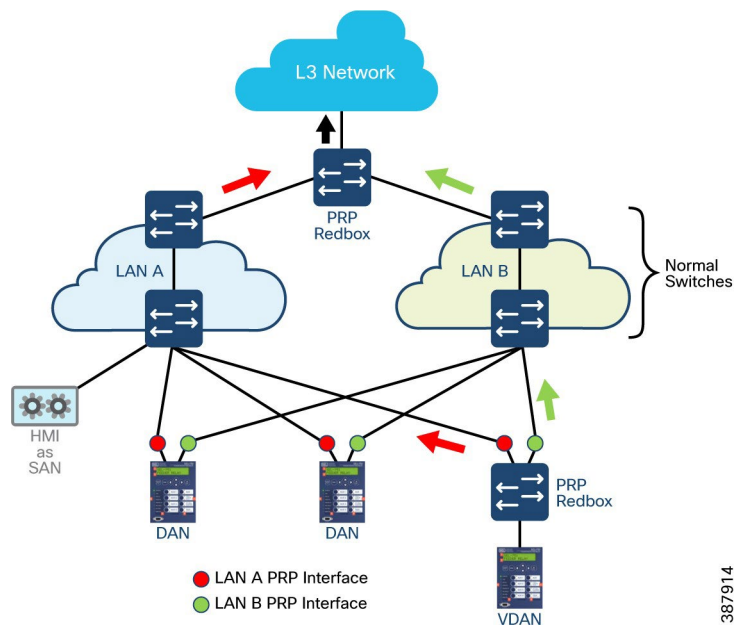 L3 Network
PRP
Redbox
LAN A
LAN B
Normal
Switches
HMI
as
SAN
DAN
DAN
PRP
Redbox
VDAN
LAN A PRP Interface
LAN B PRP Interface
387914